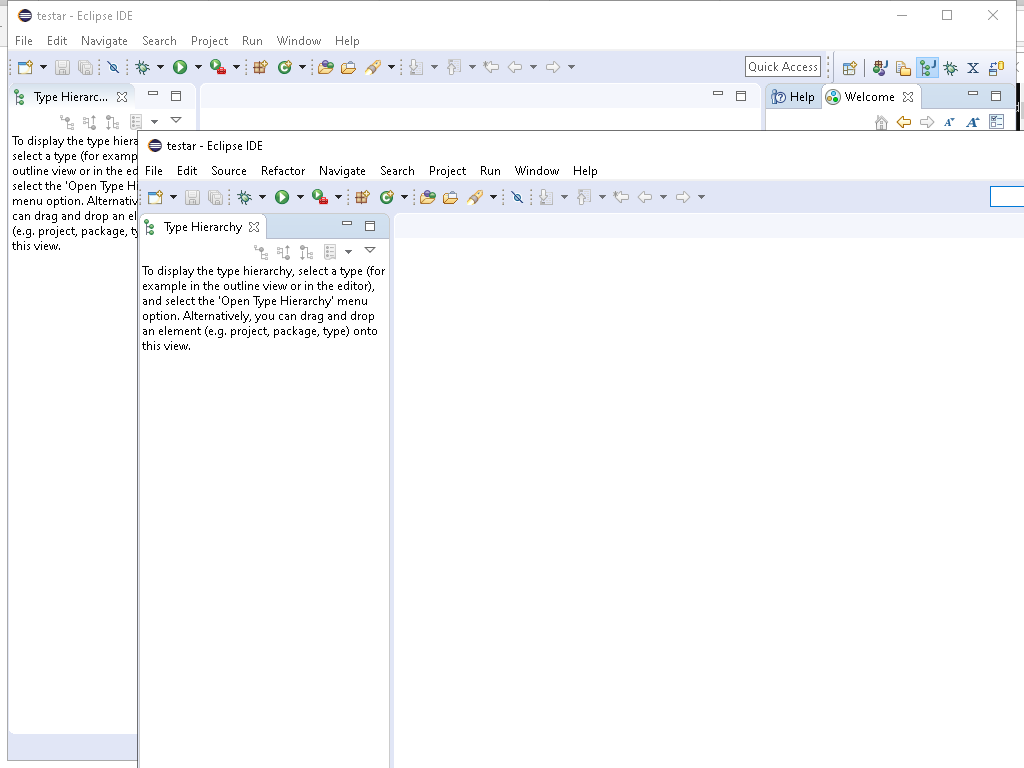 testar - Eclipse IDE
File Edit Navigate Search Project Run Window Help
Quick Access
Type Hierarc...
Help Welcome
To display the type hiera
select a type (for examp
outline view or in the ed
select the 'Open Type Hi
menu option. Alternativ
can drag and drop an el
(e.g. project, package, ty
this view.
testar - Eclipse IDE
File Edit Source Refactor Navigate Search Project Run Window Help
Type Hierarchy
To display the type hierarchy, select a type (for
example in the outline view or in the editor),
and select the 'Open Type Hierarchy' menu
option. Alternatively, you can drag and drop
an element (e.g. project, package, type) onto
this view.